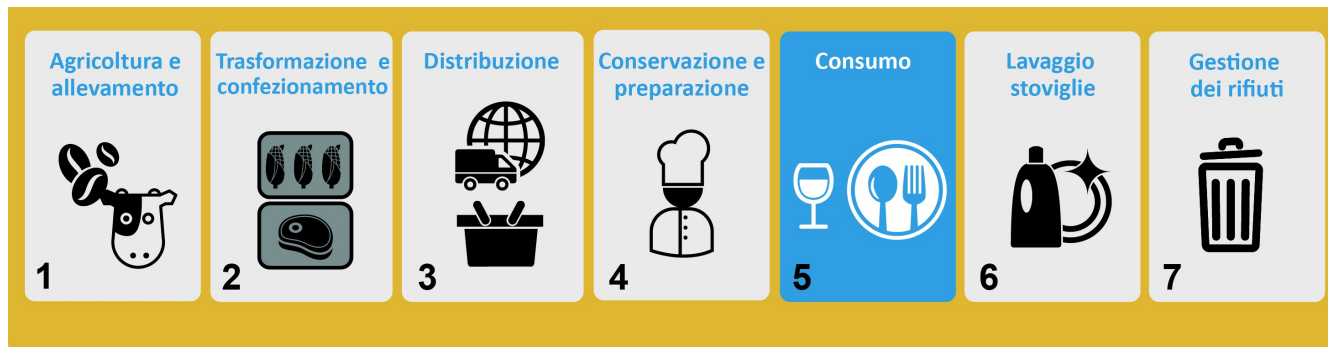 Agricoltura e
allevamento
1
Trasformazione e
confezionamento
2
Distribuzione
3
Conservazione e
preparazione
4
Consumo
5
Lavaggio
stoviglie
6
Gestione
dei rifiuti
7